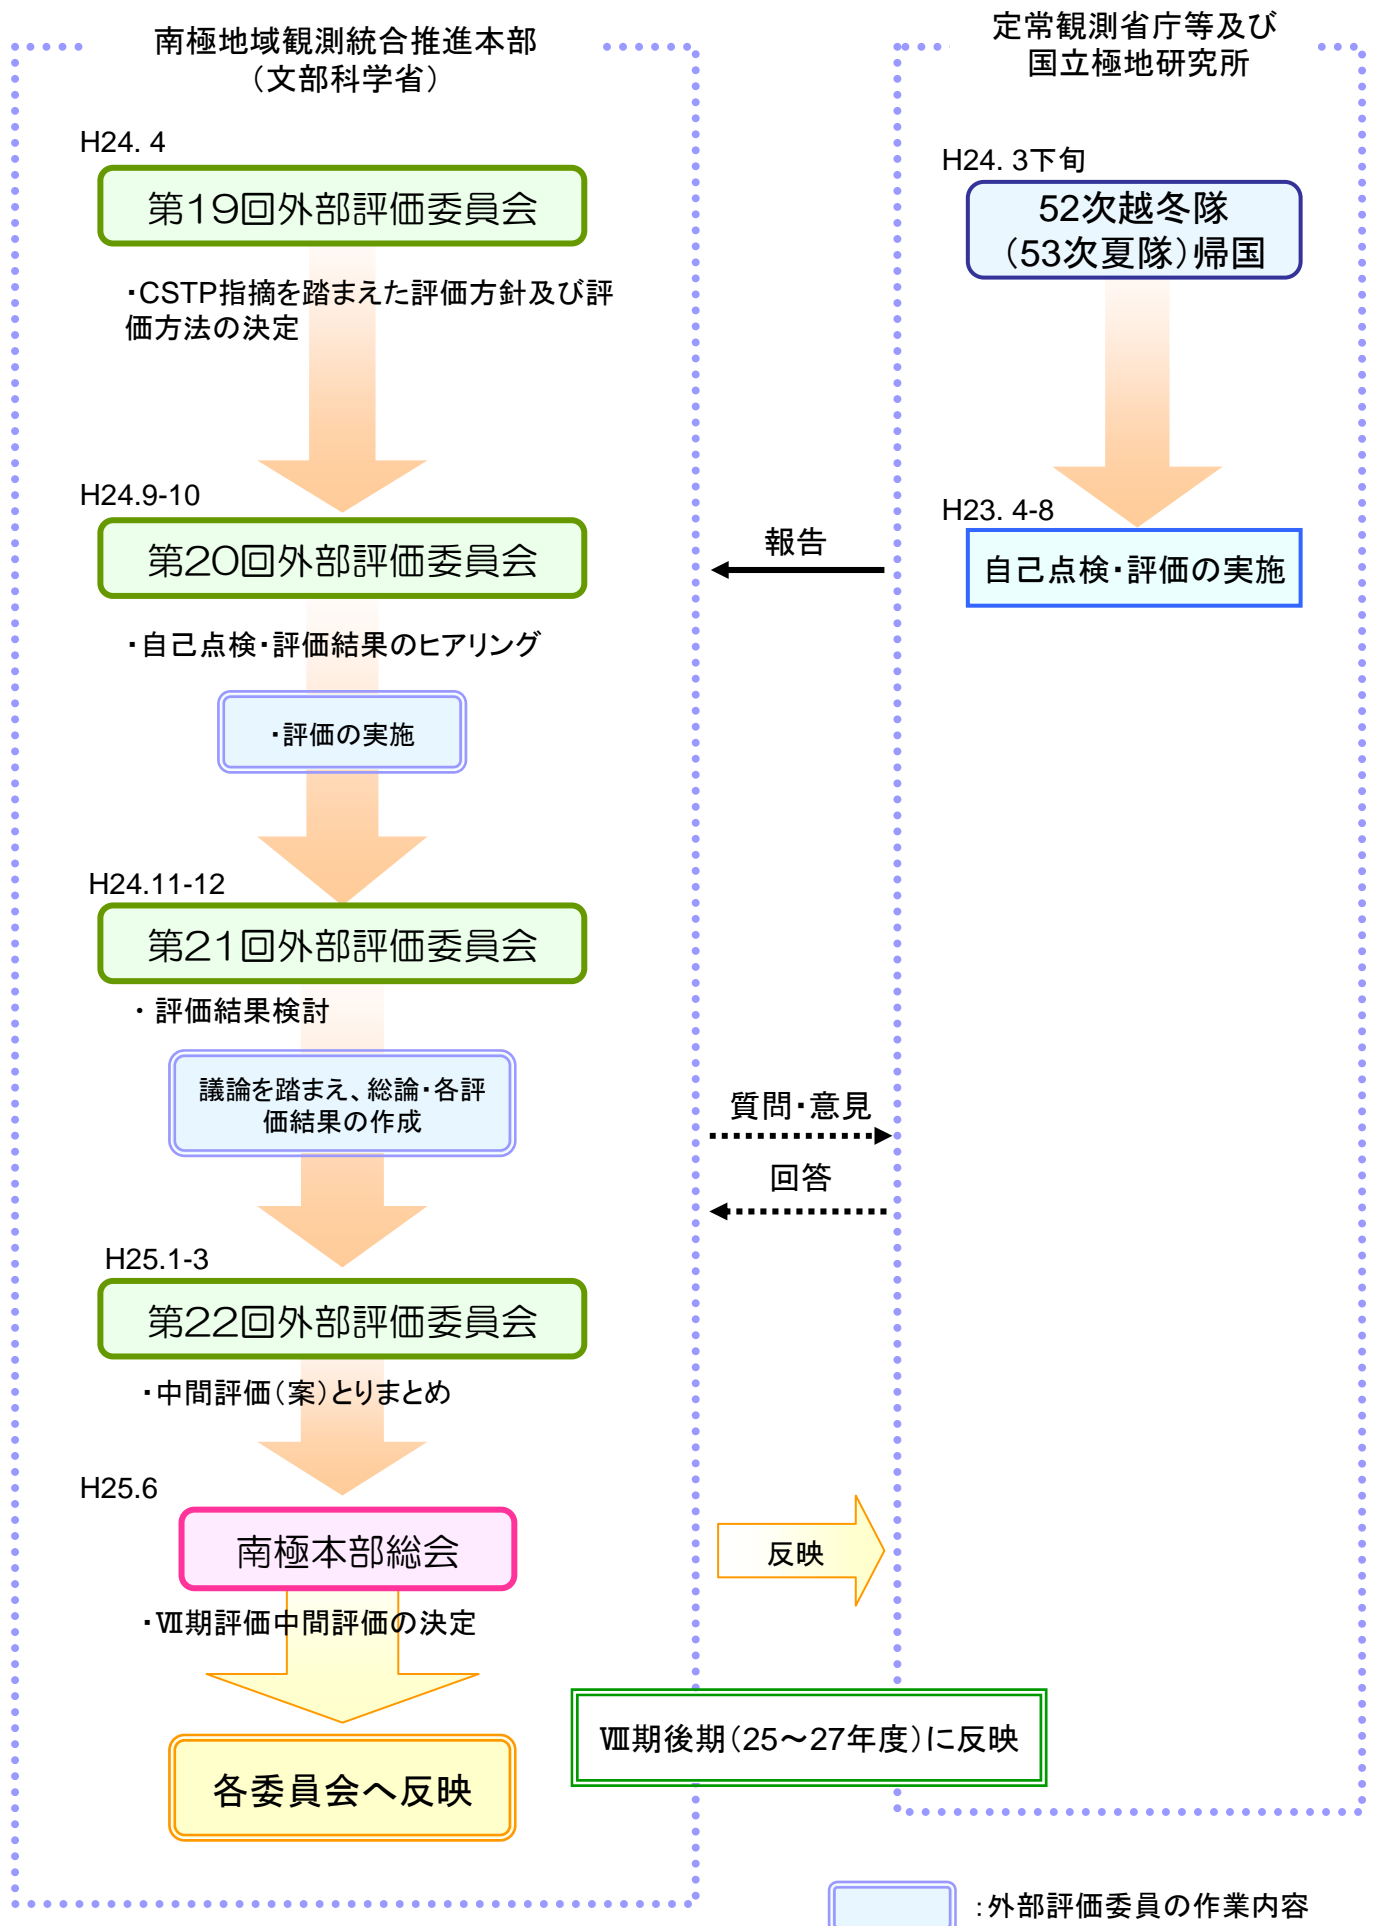 南極地域観測統合推進本部
（文部科学省）
H24. 4
第19回外部評価委員会
・CSTP指摘を踏まえた評価方針及び評
価方法の決定
H24.9-10
第20回外部評価委員会
・自己点検・評価結果のヒアリング
・評価の実施
H24.11-12
第21回外部評価委員会
・ 評価結果検討
議論を踏まえ、総論・各評
価結果の作成
H25.1-3
第22回外部評価委員会
・中間評価（案）とりまとめ
H25.6
南極本部総会
・Ⅷ期評価中間評価の決定
各委員会へ反映
報告
質問・意見
回答
反映
Ⅷ期後期（25～27年度）に反映
定常観測省庁等及び
国立極地研究所
H24. 3下旬
52次越冬隊
（53次夏隊）帰国
H23. 4-8
自己点検・評価の実施
：外部評価委員の作業内容